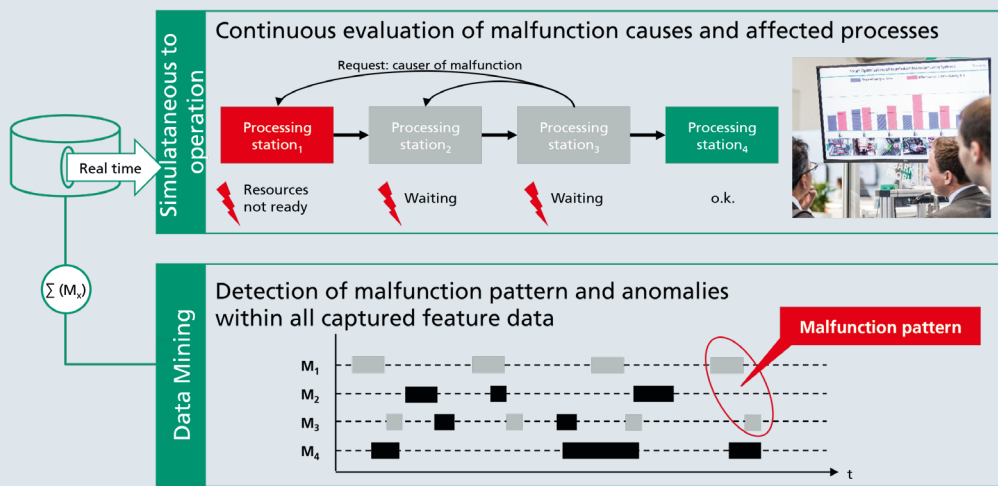 Simulataneous to
operation
Continuous evaluation of malfunction causes and affected processes
Request: causer of malfunction
Processing
station₁
Processing
station₂
Processing
station₃
Processing
station₄
Real time
Resources
not ready
Waiting
Waiting
o.k.
∑ (Mₓ)
Data Mining
Detection of malfunction pattern and anomalies
within all captured feature data
Malfunction pattern
M₁
M₂
M₃
M₄
t